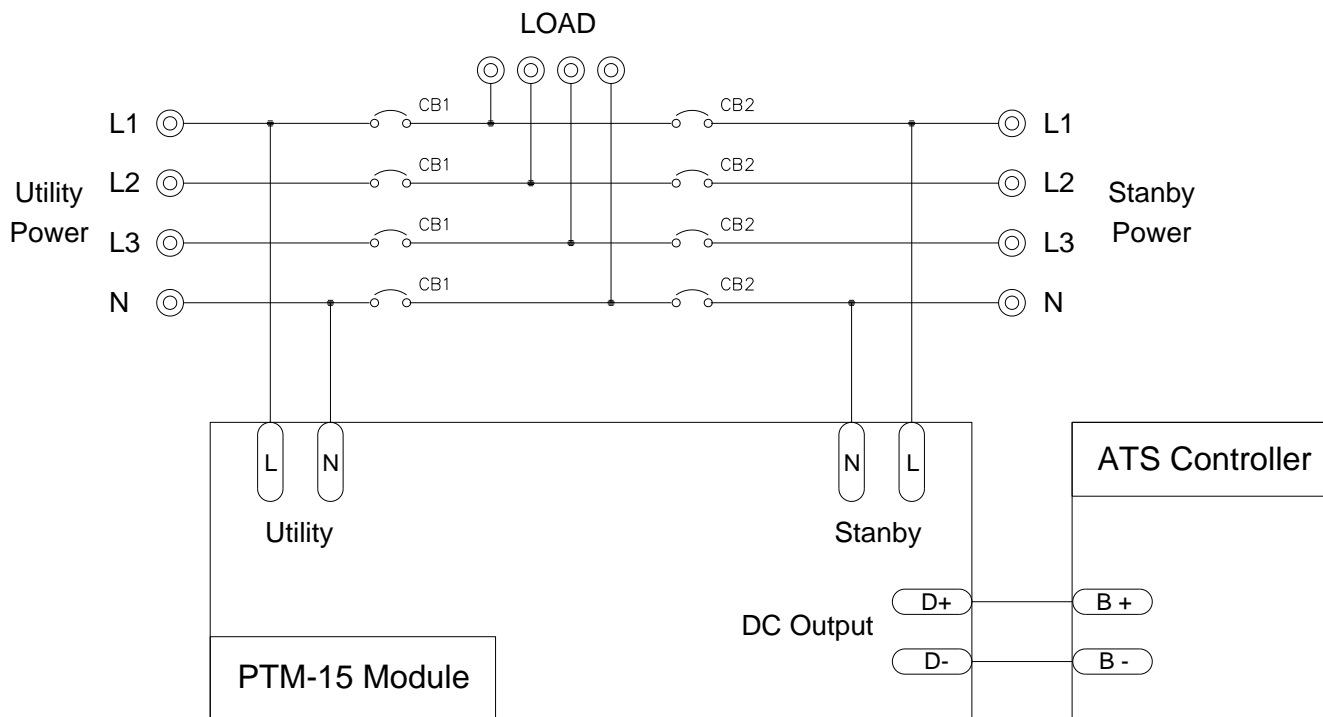 LOAD
L1 CB1 CB2 L1
Utility Power
L2 CB1 CB2 L2
Stanby Power
L3 CB1 CB2 L3
N CB1 CB2 N
L N N L
Utility Stanby
ATS Controller
DC Output
D+ B +
D- B -
PTM-15 Module